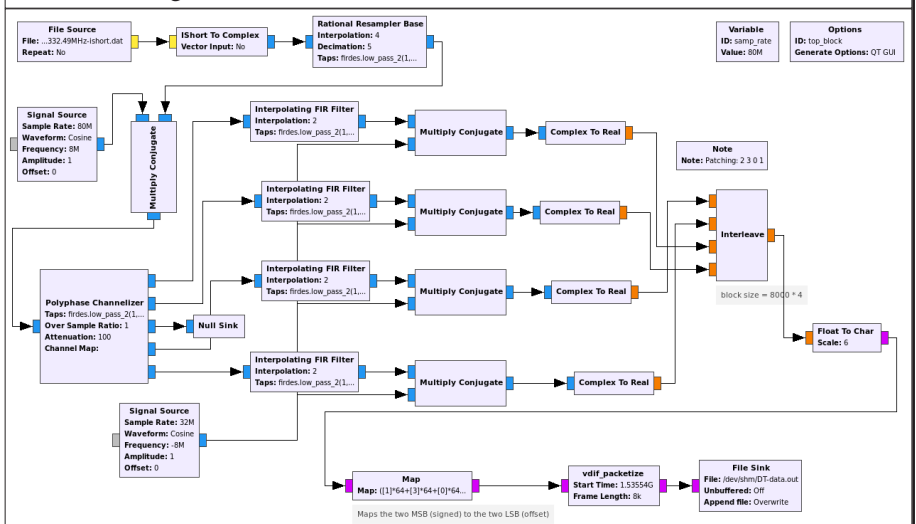 File Source
File: ...332.49MHz-ishort.dat
Repeat: No
IShort To Complex
Vector Input: No
Rational Resampler Base
Interpolation: 4
Decimation: 5
Taps: firdes.low_pass_2(1,...
Variable
ID: samp_rate
Value: 80M
Options
ID: top_block
Generate Options: QT GUI
Signal Source
Sample Rate: 80M
Waveform: Cosine
Frequency: 8M
Amplitude: 1
Offset: 0
Multiply Conjugate
Interpolating FIR Filter
Interpolation: 2
Taps: firdes.low_pass_2(1,...
Multiply Conjugate
Complex To Real
Note
Note: Patching: 2 3 0 1
Interpolating FIR Filter
Interpolation: 2
Taps: firdes.low_pass_2(1,...
Multiply Conjugate
Complex To Real
Interleave
block size = 8000 * 4
Polyphase Channelizer
Taps: firdes.low_pass_2(1,...
Over Sample Ratio: 1
Attenuation: 100
Channel Map:
Null Sink
Interpolating FIR Filter
Interpolation: 2
Taps: firdes.low_pass_2(1,...
Multiply Conjugate
Complex To Real
Float To Char
Scale: 6
Interpolating FIR Filter
Interpolation: 2
Taps: firdes.low_pass_2(1,...
Multiply Conjugate
Complex To Real
Signal Source
Sample Rate: 32M
Waveform: Cosine
Frequency: -8M
Amplitude: 1
Offset: 0
Map
Map: ([1]*64+[3]*64+[0]*64...
Maps the two MSB (signed) to the two LSB (offset)
vdif_packetize
Start Time: 1.53554G
Frame Length: 8k
File Sink
File: /dev/shm/DT-data.out
Unbuffered: Off
Append file: Overwrite